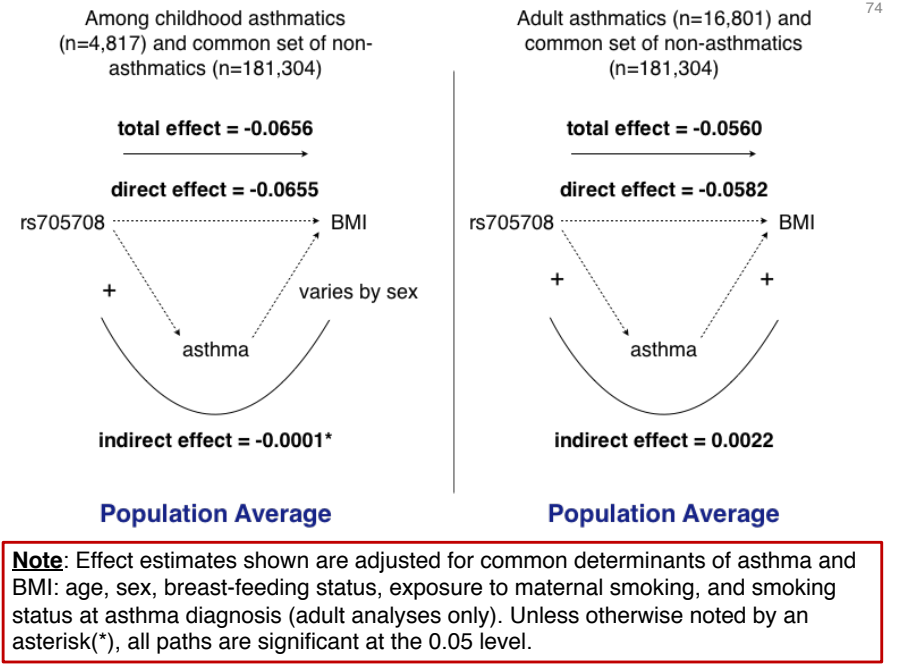 74
Among childhood asthmatics
(n=4,817) and common set of non-
asthmatics (n=181,304)
total effect = -0.0656
direct effect = -0.0655
rs705708
BMI
+
varies by sex
asthma
indirect effect = -0.0001*
Population Average
Adult asthmatics (n=16,801) and
common set of non-asthmatics
(n=181,304)
total effect = -0.0560
direct effect = -0.0582
rs705708
BMI
+
+
asthma
indirect effect = 0.0022
Population Average
Note: Effect estimates shown are adjusted for common determinants of asthma and
BMI: age, sex, breast-feeding status, exposure to maternal smoking, and smoking
status at asthma diagnosis (adult analyses only). Unless otherwise noted by an
asterisk(*), all paths are significant at the 0.05 level.